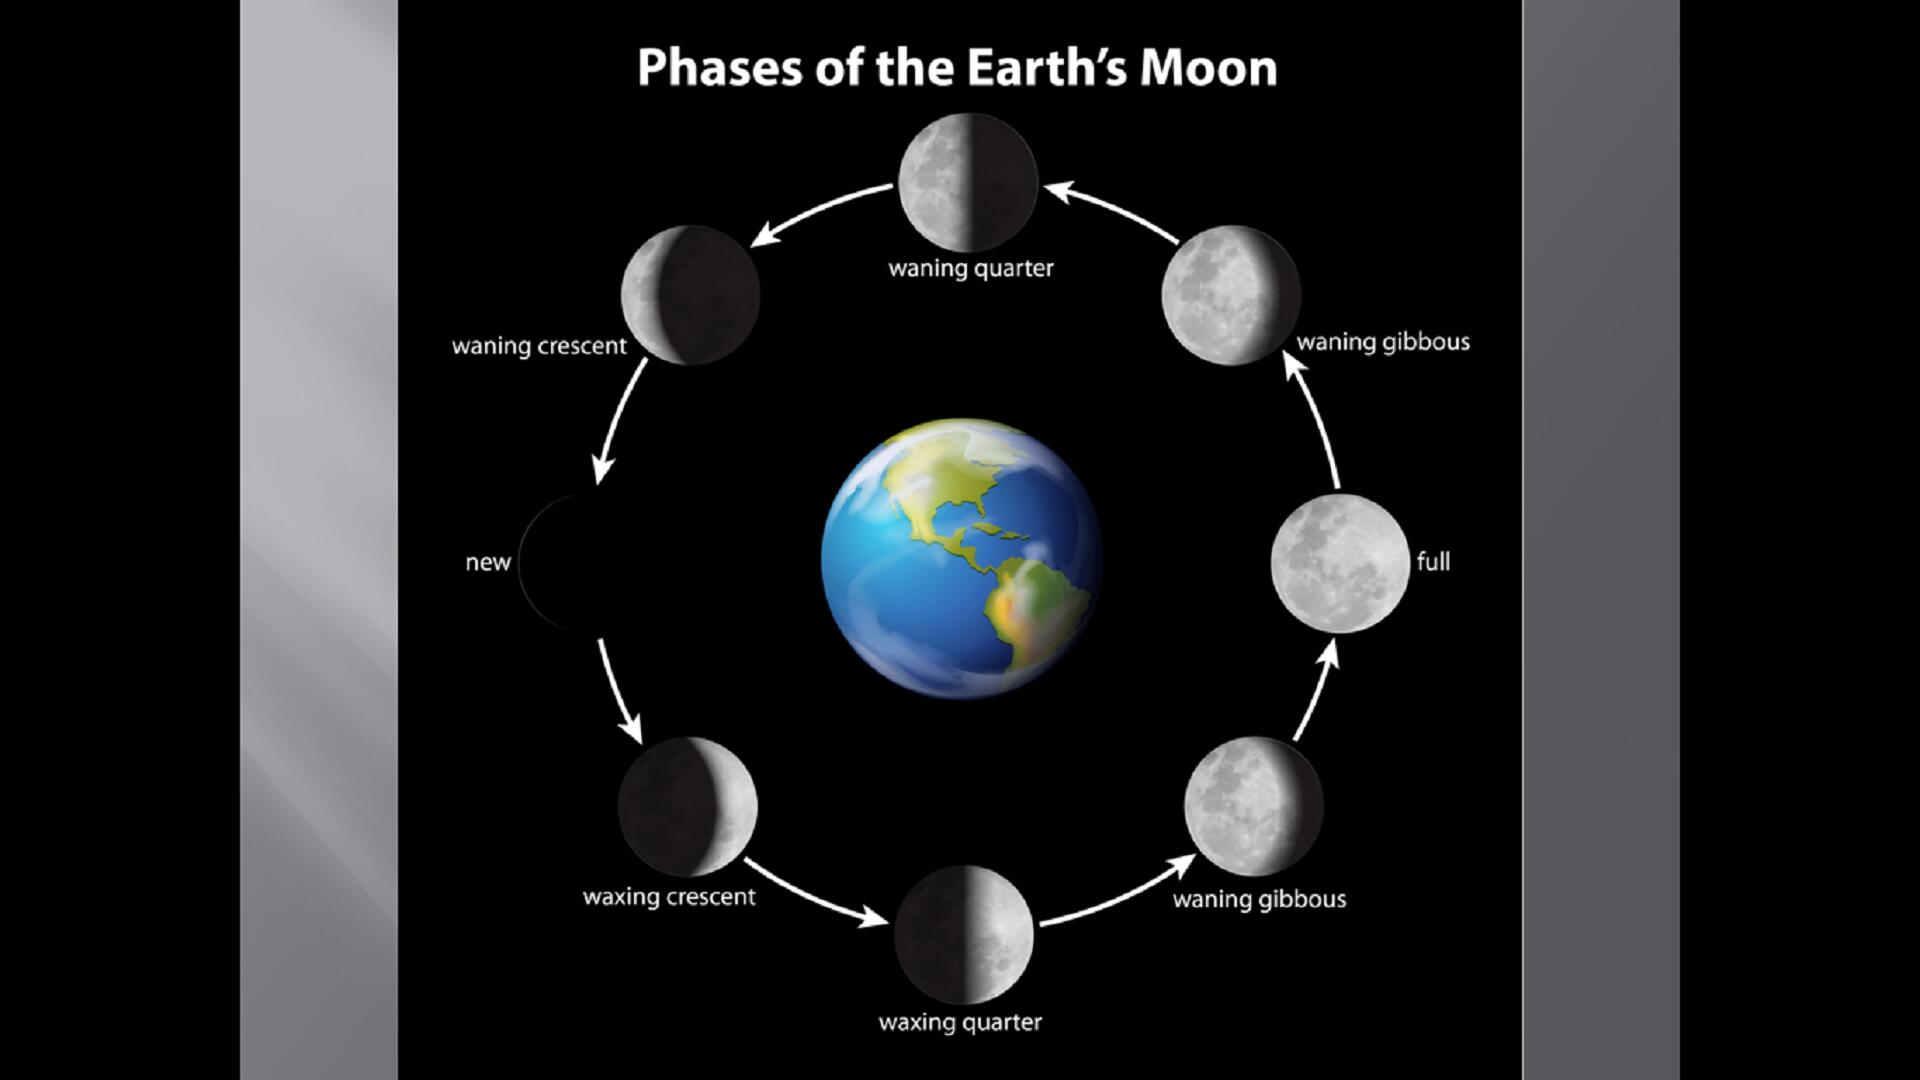 Phases of the Earth's Moon
waning quarter
waning crescent
waning gibbous
new
full
waxing crescent
waning gibbous
waxing quarter